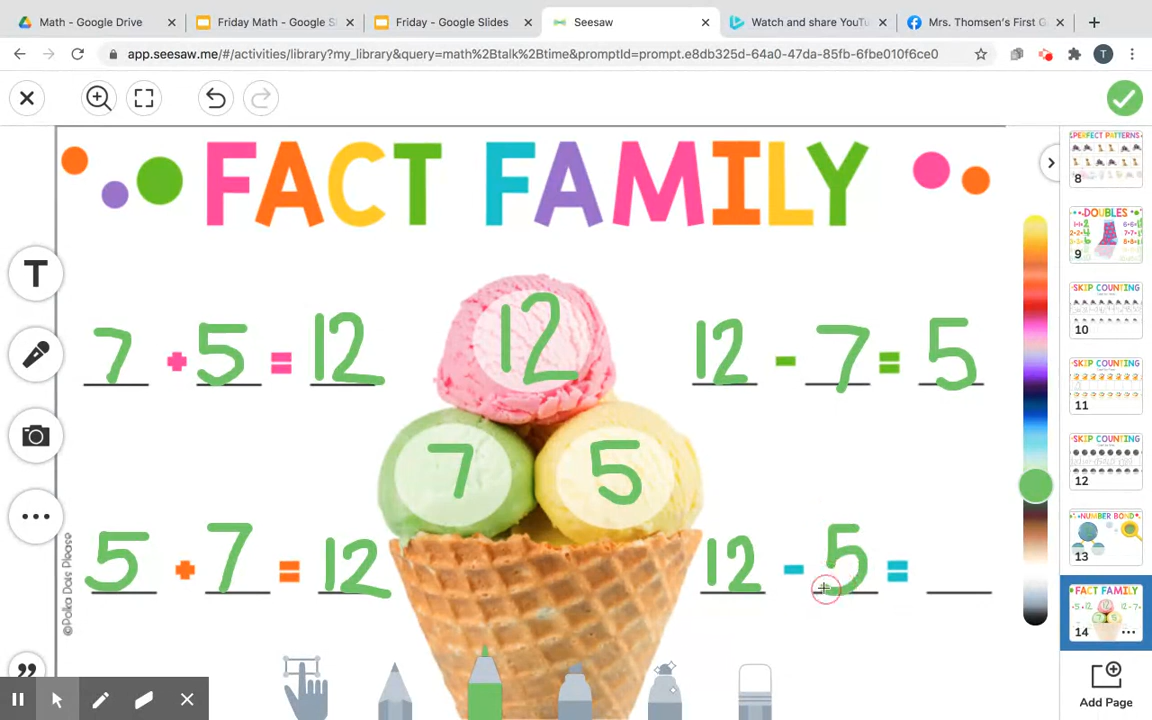 Math - Google Drive
Friday Math - Google S
Friday - Google Slides
Seesaw
Watch and share YouTu
Mrs. Thomsen's First G
app.seesaw.me/#/activities/library?my_library&query=math%2Btalk%2Btime&promptId=prompt.e8db325d-64a0-47da-85fb-6fbe010f6ce0
T
FACT FAMILY
T
12
7 + 5 = 12
12 - 7 = 5
7
5
5 + 7 = 12
12 - 5 =
©Polka Dots Please
PERFECT PATTERNS
8
DOUBLES
9
SKIP COUNTING
10
11
SKIP COUNTING
12
NUMBER BOND
13
FACT FAMILY
14
Add Page